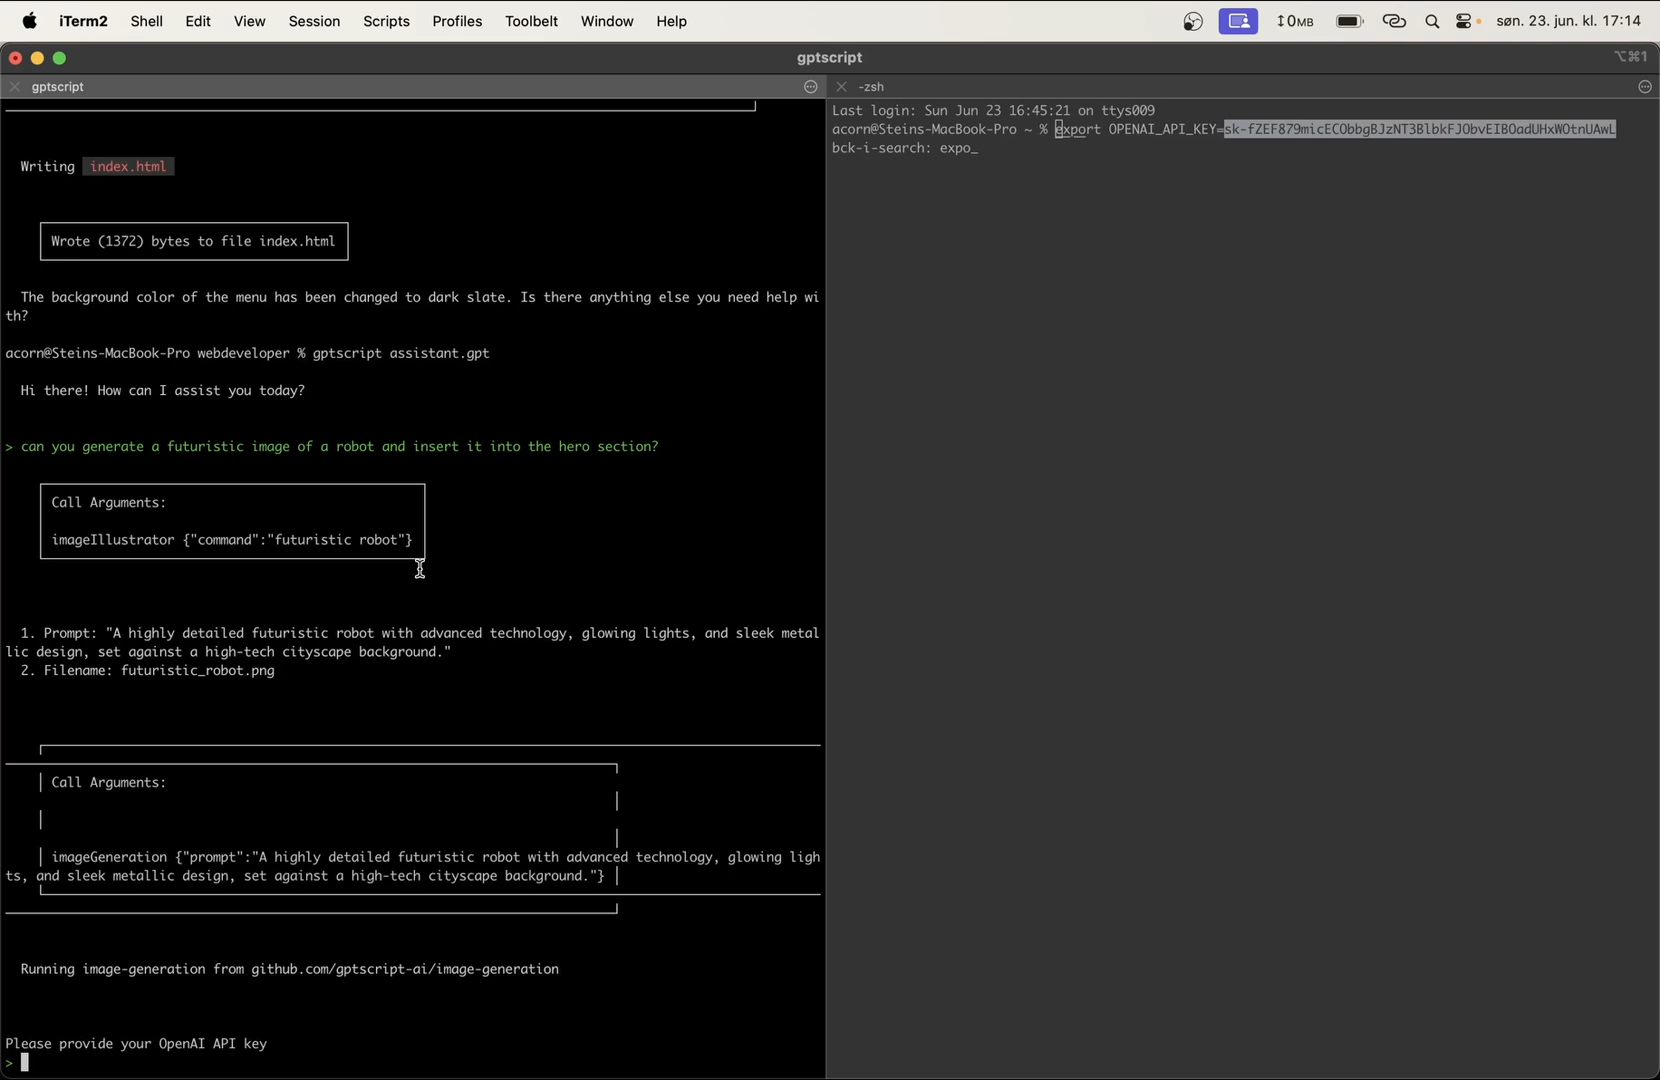 iTerm2 Shell Edit View Session Scripts Profiles Toolbelt Window Help 0MB søn. 23. jun. kl. 17:14
gptscript ⌥⌘1
gptscript
-zsh
Writing index.html
Wrote (1372) bytes to file index.html
The background color of the menu has been changed to dark slate. Is there anything else you need help wi
th?
acorn@Steins-MacBook-Pro webdeveloper % gptscript assistant.gpt
Hi there! How can I assist you today?
> can you generate a futuristic image of a robot and insert it into the hero section?
Call Arguments:
imageIllustrator {"command":"futuristic robot"}
1. Prompt: "A highly detailed futuristic robot with advanced technology, glowing lights, and sleek metal
lic design, set against a high-tech cityscape background."
2. Filename: futuristic_robot.png
Call Arguments:
imageGeneration {"prompt":"A highly detailed futuristic robot with advanced technology, glowing ligh
ts, and sleek metallic design, set against a high-tech cityscape background."}
Running image-generation from github.com/gptscript-ai/image-generation
Please provide your OpenAI API key
>
Last login: Sun Jun 23 16:45:21 on ttys009
acorn@Steins-MacBook-Pro ~ % export OPENAI_API_KEY=
bck-i-search: expo_